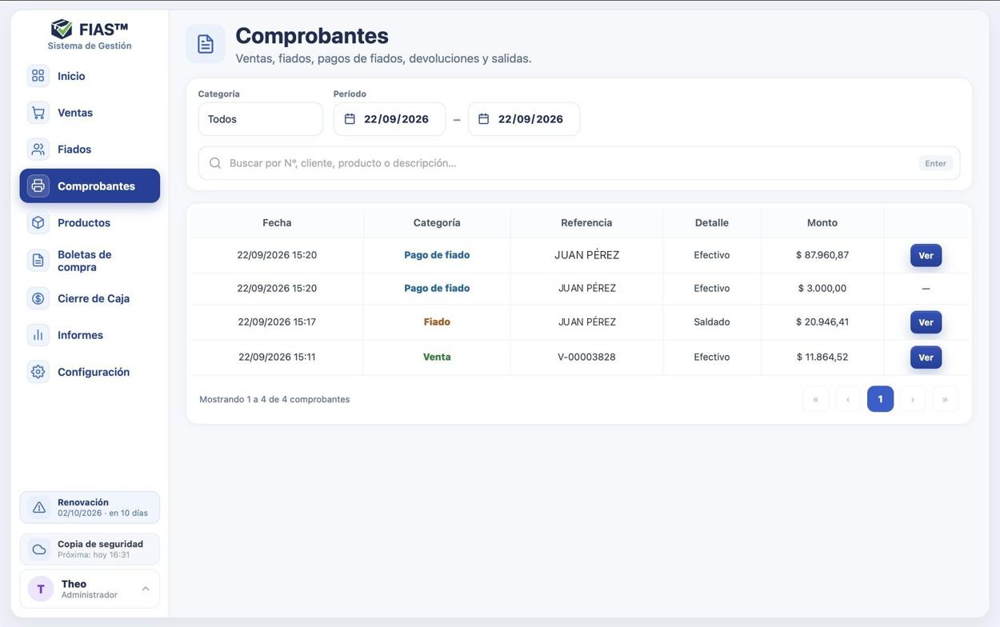 FIAS™
Sistema de Gestión
Inicio
Ventas
Fiados
Comprobantes
Productos
Boletas de
compra
Cierre de Caja
Informes
Configuración
Renovación
02/10/2026 · en 10 días
Copia de seguridad
Próxima: hoy 16:31
T
Theo
Administrador
Comprobantes
Ventas, fiados, pagos de fiados, devoluciones y salidas.
Categoría Período
Todos 22/09/2026 – 22/09/2026
Buscar por Nº, cliente, producto o descripción... Enter
Fecha Categoría Referencia Detalle Monto
22/09/2026 15:20 Pago de fiado JUAN PÉREZ Efectivo $ 87.960,87 Ver
22/09/2026 15:20 Pago de fiado JUAN PÉREZ Efectivo $ 3.000,00 —
22/09/2026 15:17 Fiado JUAN PÉREZ Saldado $ 20.946,41 Ver
22/09/2026 15:11 Venta V-00003828 Efectivo $ 11.864,52 Ver
Mostrando 1 a 4 de 4 comprobantes « ‹ 1 › »